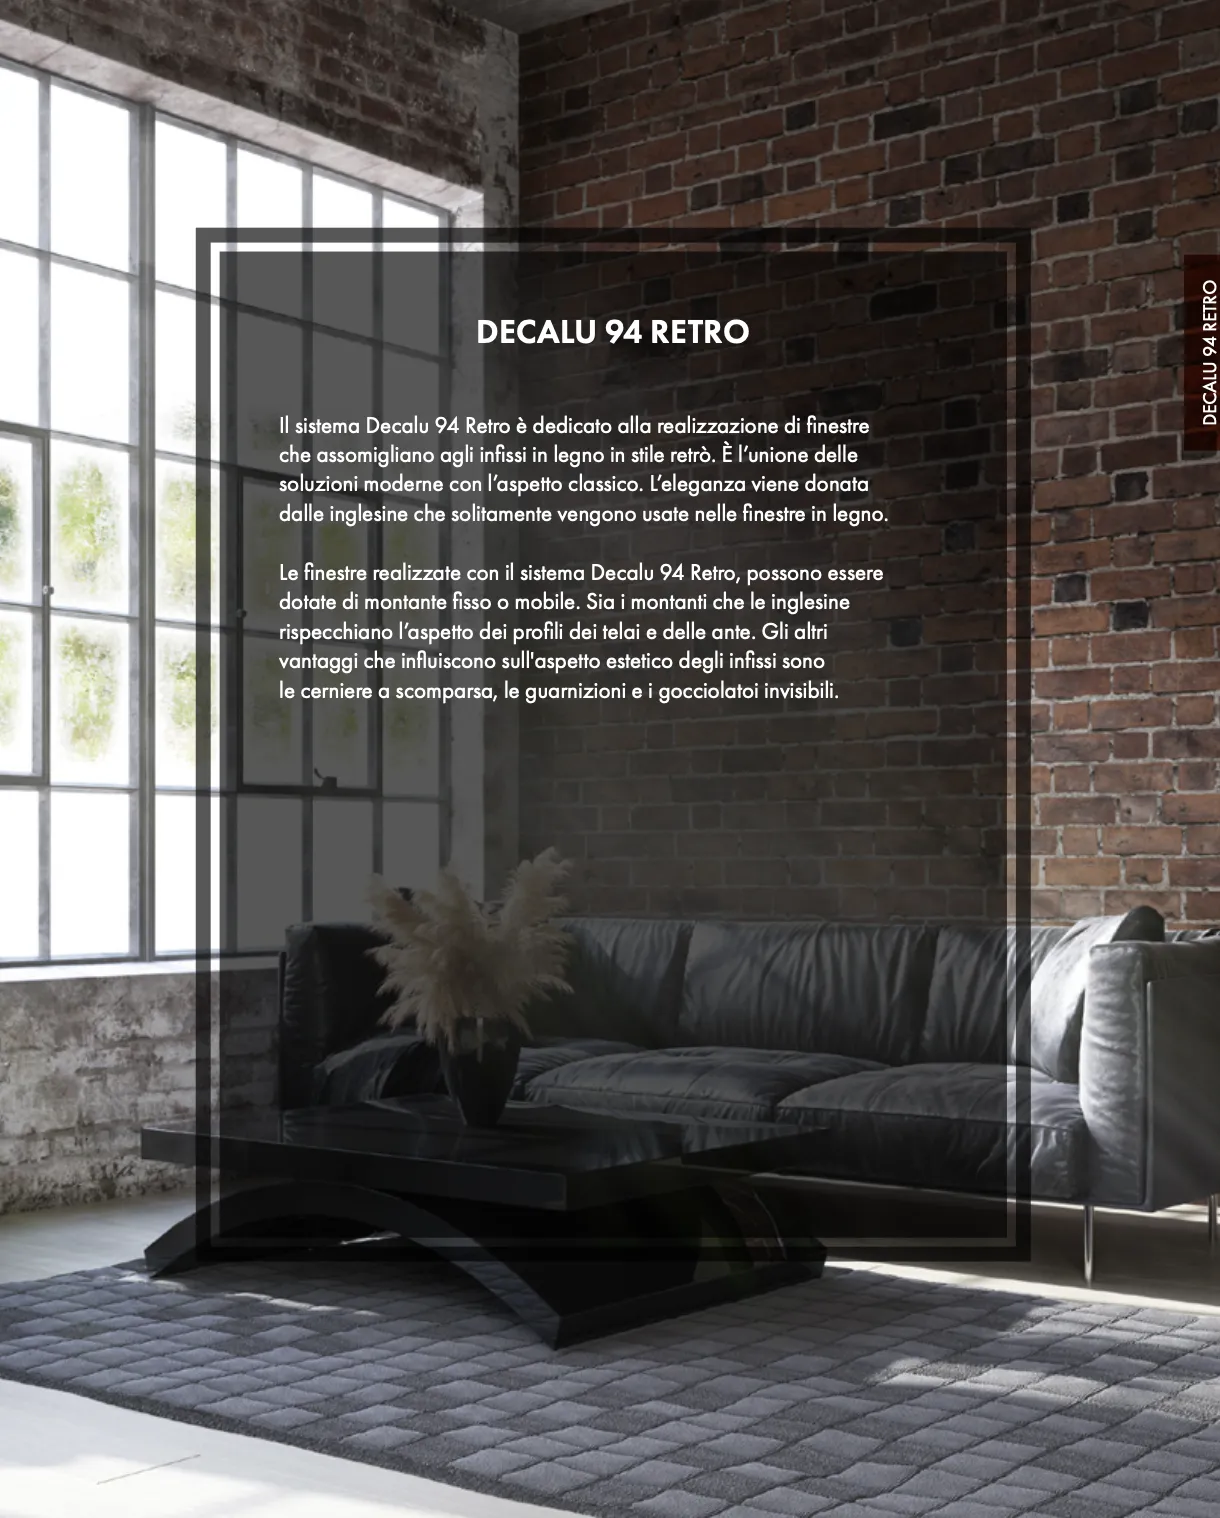 DECALU 94 RETRO
Il sistema Decalu 94 Retro è dedicato alla realizzazione di finestre
che assomigliano agli infissi in legno in stile retrò. È l’unione delle
soluzioni moderne con l’aspetto classico. L’eleganza viene donata
dalle inglesine che solitamente vengono usate nelle finestre in legno.
Le finestre realizzate con il sistema Decalu 94 Retro, possono essere
dotate di montante fisso o mobile. Sia i montanti che le inglesine
rispecchiano l’aspetto dei profili dei telai e delle ante. Gli altri
vantaggi che influiscono sull'aspetto estetico degli infissi sono
le cerniere a scomparsa, le guarnizioni e i gocciolatoi invisibili.
DECALU 94 RETRO